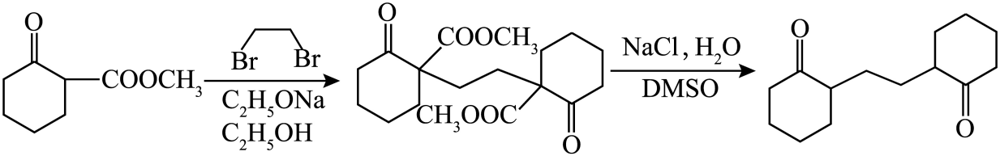 O
COOCH₃
Br
Br
C₂H₅ONa
C₂H₅OH
O
COOCH₃
CH₃OOC
O
NaCl, H₂O
DMSO
O
O